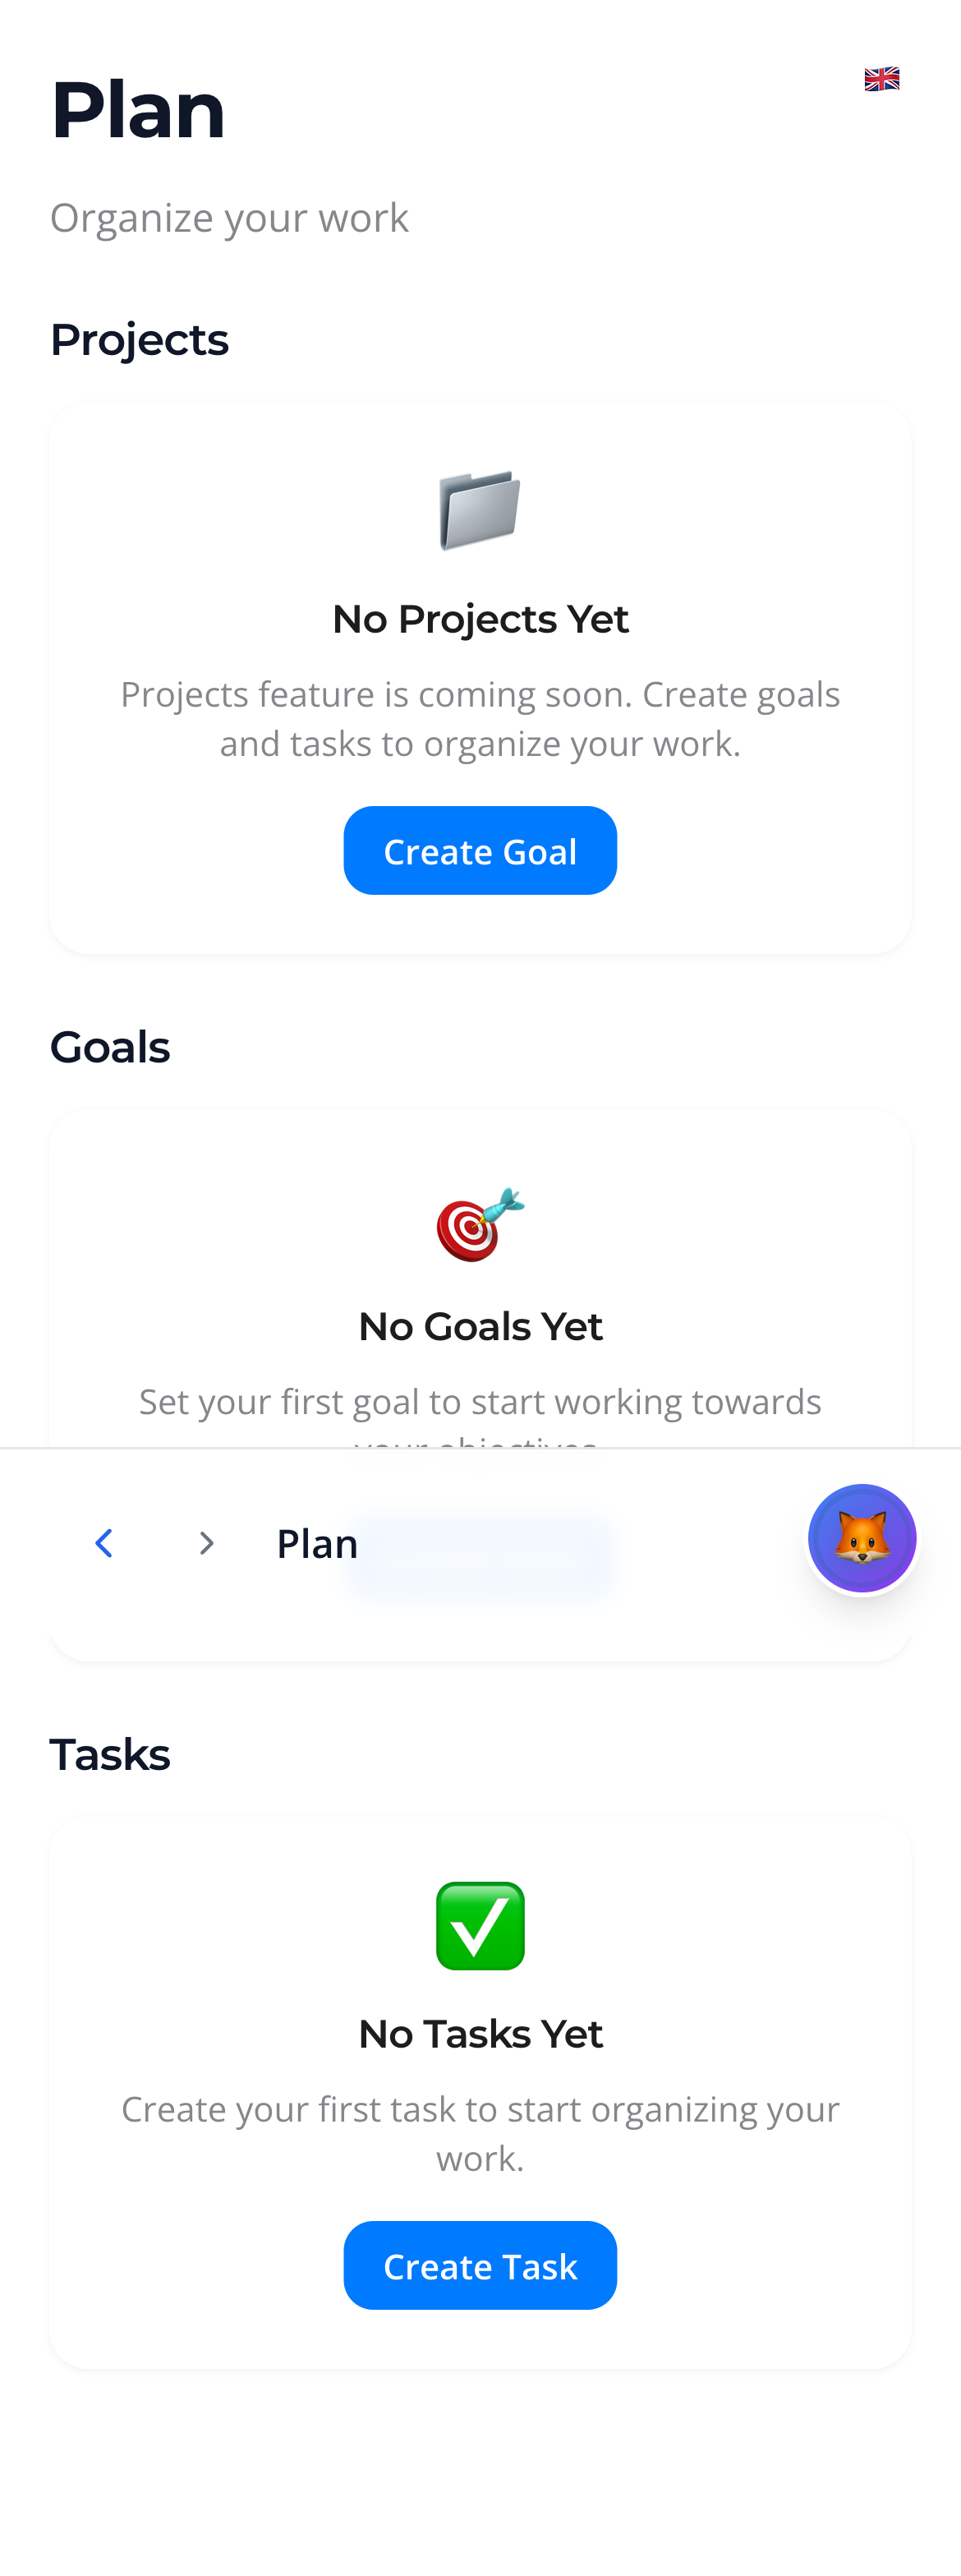 Plan
Organize your work
Projects
No Projects Yet
Projects feature is coming soon. Create goals
and tasks to organize your work.
Create Goal
Goals
No Goals Yet
Set your first goal to start working towards
your objectives.
Plan
Tasks
No Tasks Yet
Create your first task to start organizing your
work.
Create Task